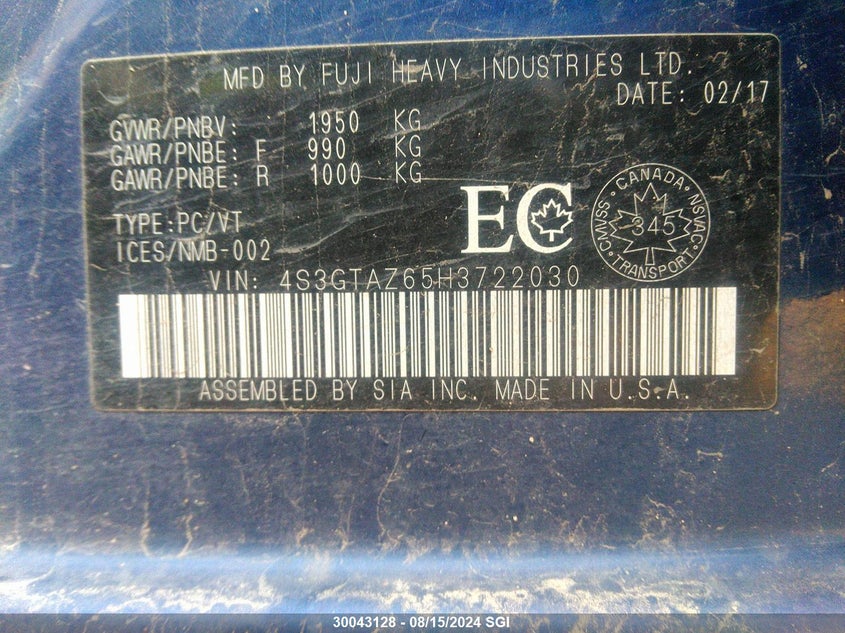 MFD BY FUJI HEAVY INDUSTRIES LTD.
DATE: 02/17
GVWR/PNBV: 1950 KG
GAWR/PNBE: F 990 KG
GAWR/PNBE: R 1000 KG
TYPE:PC/VT
ICES/NMB-002
EC
CANADA
CMVSS
NSVAC
345
TRANSPORT
VIN: 4S3GTAZ65H3722030
ASSEMBLED BY SIA INC. MADE IN U.S.A.
30043128 - 08/15/2024 SGI